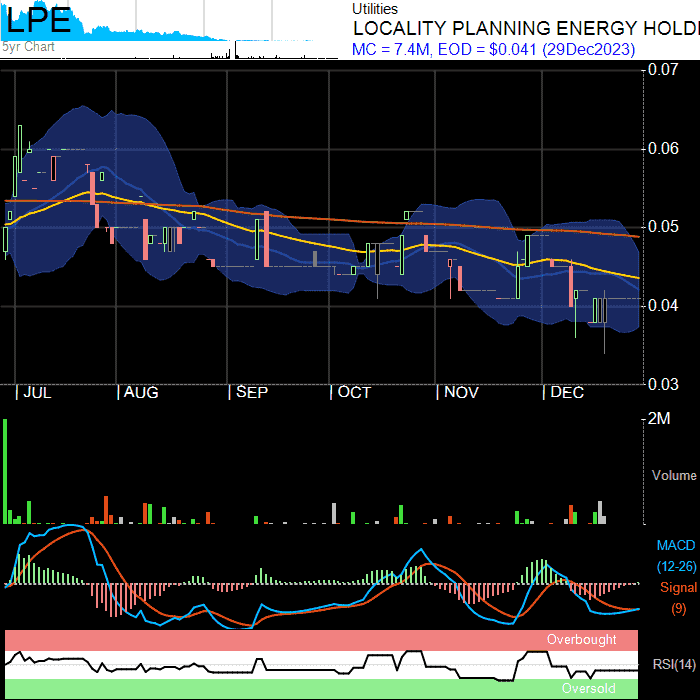 LPE
5yr Chart
Utilities
LOCALITY PLANNING ENERGY HOLDI
MC = 7.4M, EOD = $0.041 (29Dec2023)
0.07
0.06
0.05
0.04
0.03
JUL
AUG
SEP
OCT
NOV
DEC
2M
Volume
MACD
(12-26)
Signal
(9)
Overbought
RSI(14)
Oversold